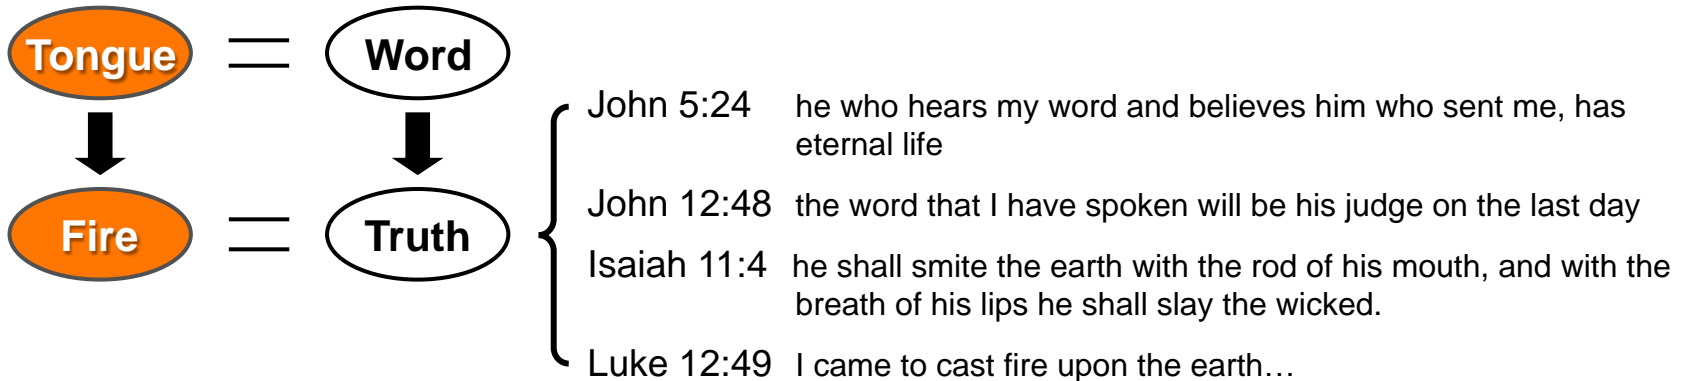 Tongue Word
John 5:24 he who hears my word and believes him who sent me, has
eternal life
John 12:48 the word that I have spoken will be his judge on the last day
Fire Truth
Isaiah 11:4 he shall smite the earth with the rod of his mouth, and with the
breath of his lips he shall slay the wicked.
Luke 12:49 I came to cast fire upon the earth…